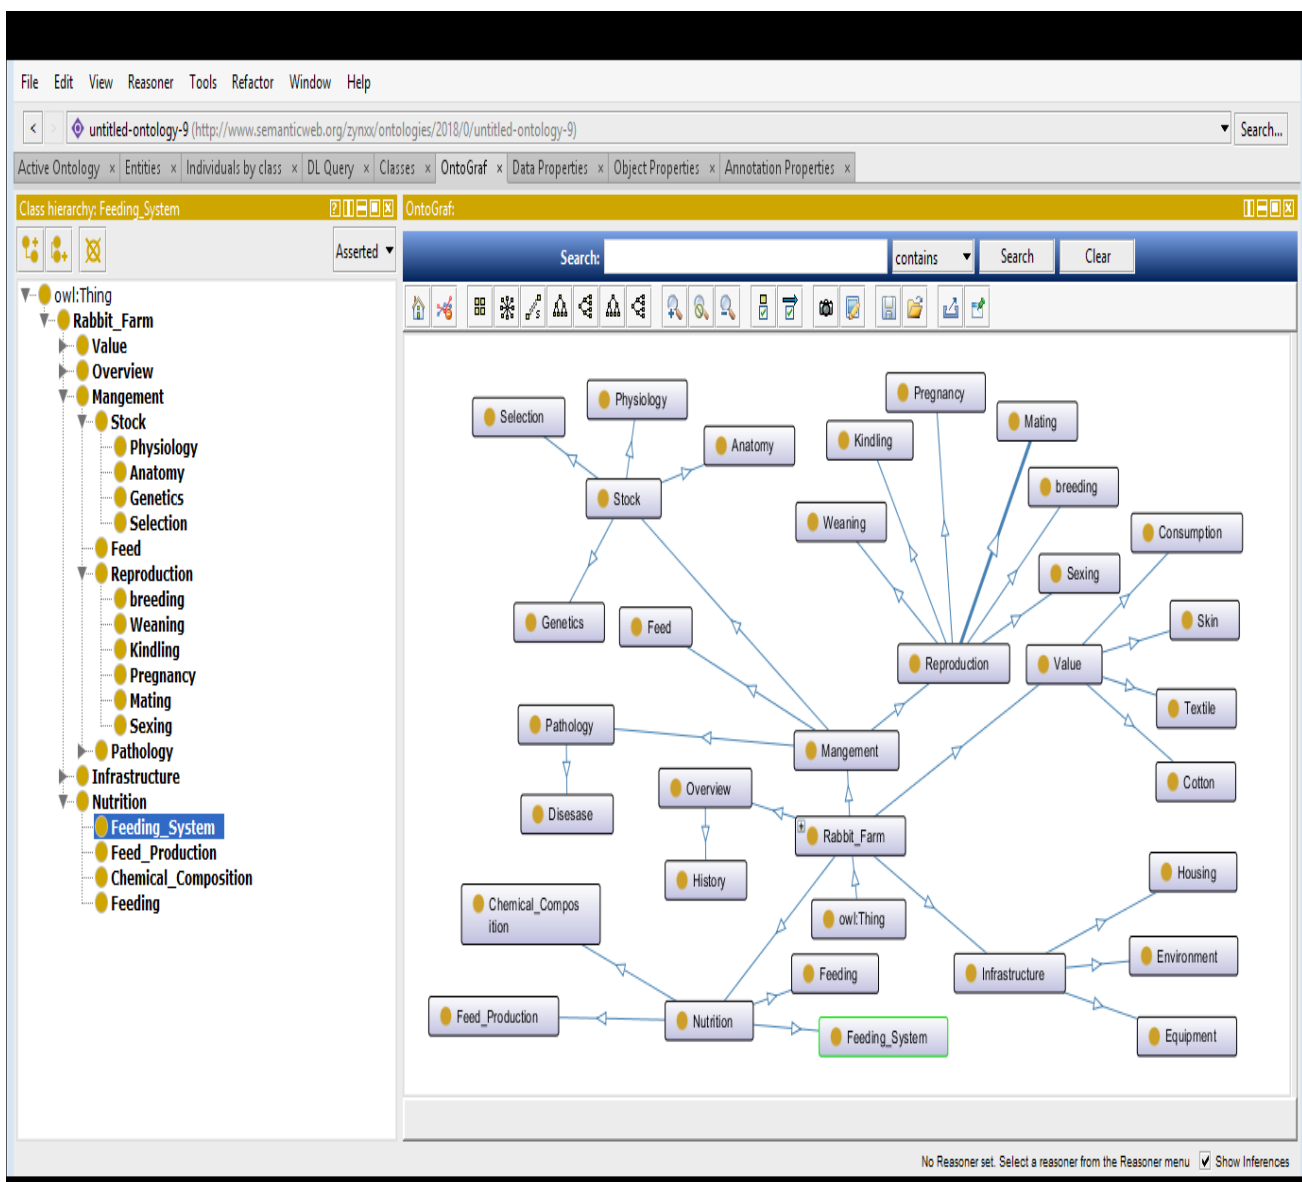 File Edit View Reasoner Tools Refactor Window Help
< > untitled-ontology-9 (http://www.semanticweb.org/zynxx/ontologies/2018/0/untitled-ontology-9) Search...
Active Ontology × Entities × Individuals by class × DL Query × Classes × OntoGraf × Data Properties × Object Properties × Annotation Properties ×
Class hierarchy: Feeding_System
Asserted
owl:Thing
Rabbit_Farm
Value
Overview
Mangement
Stock
Physiology
Anatomy
Genetics
Selection
Feed
Reproduction
breeding
Weaning
Kindling
Pregnancy
Mating
Sexing
Pathology
Infrastructure
Nutrition
Feeding_System
Feed_Production
Chemical_Composition
Feeding
OntoGraf:
Search: contains Search Clear
Pregnancy
Physiology
Selection
Mating
Kindling
Anatomy
breeding
Stock
Weaning
Consumption
Sexing
Genetics
Feed
Skin
Reproduction
Value
Textile
Pathology
Mangement
Cotton
Overview
Disesase
Rabbit_Farm
History
Housing
Chemical_Compos
ition
owl:Thing
Environment
Feeding
Infrastructure
Feed_Production
Nutrition
Feeding_System
Equipment
No Reasoner set. Select a reasoner from the Reasoner menu Show Inferences